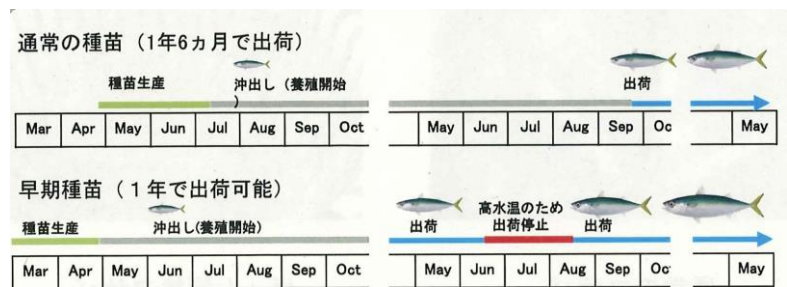 通常の種苗（1年6ヵ月で出荷）
種苗生産
沖出し（養殖開始
）
出荷
Mar Apr May Jun Jul Aug Sep Oct May Jun Jul Aug Sep Oc May
早期種苗（１年で出荷可能）
種苗生産
沖出し(養殖開始)
出荷
高水温のため
出荷停止
出荷
Mar Apr May Jun Jul Aug Sep Oct May Jun Jul Aug Sep Oc May